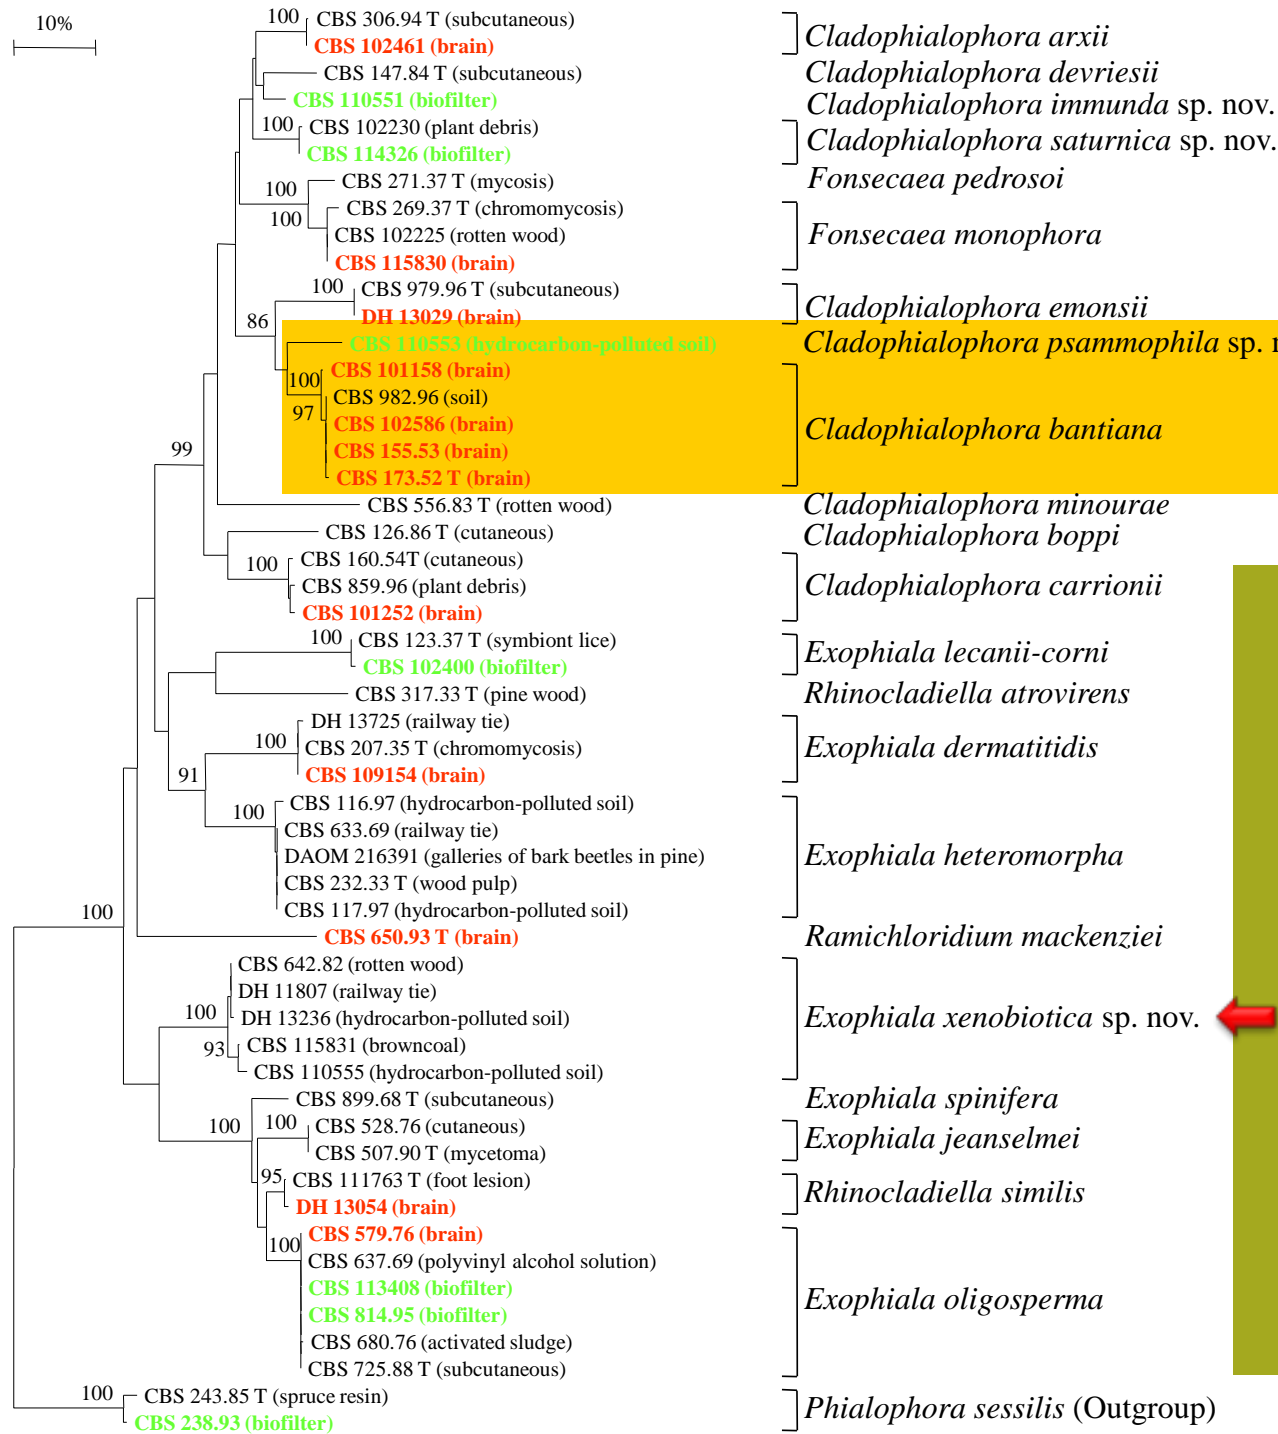 10%
100 CBS 306.94 T (subcutaneous)
CBS 102461 (brain)
Cladophialophora arxii
CBS 147.84 T (subcutaneous) Cladophialophora devriesii
CBS 110551 (biofilter) Cladophialophora immunda sp. nov.
100 CBS 102230 (plant debris)
CBS 114326 (biofilter)
Cladophialophora saturnica sp. nov.
CBS 271.37 T (mycosis) Fonsecaea pedrosoi
100
CBS 269.37 T (chromomycosis)
100
CBS 102225 (rotten wood) Fonsecaea monophora
CBS 115830 (brain)
100 CBS 979.96 T (subcutaneous)
Cladophialophora emonsii
DH 13029 (brain)
86
CBS 110553 (hydrocarbon-polluted soil) Cladophialophora psammophila sp.
CBS 101158 (brain)
100
CBS 982.96 (soil)
97
CBS 102586 (brain) Cladophialophora bantiana
CBS 155.53 (brain)
99
CBS 173.52 T (brain)
CBS 556.83 T (rotten wood) Cladophialophora minourae
CBS 126.86 T (cutaneous) Cladophialophora boppi
100 CBS 160.54T (cutaneous)
CBS 859.96 (plant debris) Cladophialophora carrionii
CBS 101252 (brain)
100 CBS 123.37 T (symbiont lice)
Exophiala lecanii-corni
CBS 102400 (biofilter)
CBS 317.33 T (pine wood) Rhinocladiella atrovirens
DH 13725 (railway tie)
100 CBS 207.35 T (chromomycosis) Exophiala dermatitidis
CBS 109154 (brain)
91
CBS 116.97 (hydrocarbon-polluted soil)
100
CBS 633.69 (railway tie)
DAOM 216391 (galleries of bark beetles in pine) Exophiala heteromorpha
CBS 232.33 T (wood pulp)
CBS 117.97 (hydrocarbon-polluted soil)
100
CBS 650.93 T (brain) Ramichloridium mackenziei
CBS 642.82 (rotten wood)
DH 11807 (railway tie)
100
DH 13236 (hydrocarbon-polluted soil) Exophiala xenobiotica sp. nov.
93 CBS 115831 (browncoal)
CBS 110555 (hydrocarbon-polluted soil)
CBS 899.68 T (subcutaneous) Exophiala spinifera
100 100 CBS 528.76 (cutaneous)
Exophiala jeanselmei
CBS 507.90 T (mycetoma)
95 CBS 111763 T (foot lesion)
Rhinocladiella similis
DH 13054 (brain)
CBS 579.76 (brain)
100
CBS 637.69 (polyvinyl alcohol solution)
CBS 113408 (biofilter)
Exophiala oligosperma
CBS 814.95 (biofilter)
CBS 680.76 (activated sludge)
CBS 725.88 T (subcutaneous)
100 CBS 243.85 T (spruce resin)
Phialophora sessilis (Outgroup)
CBS 238.93 (biofilter)